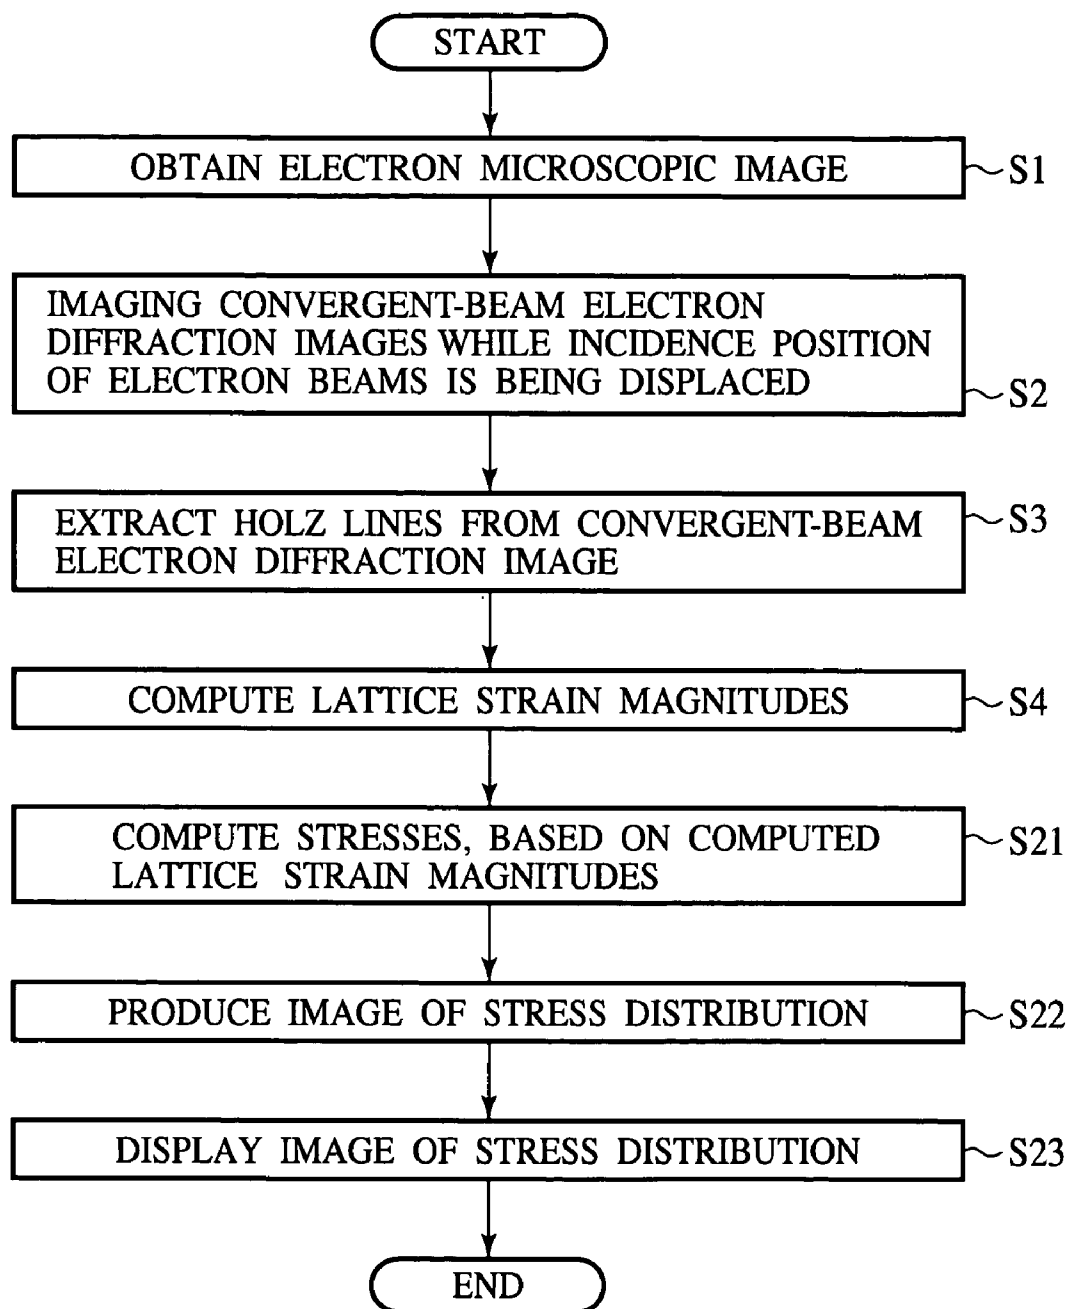 START
OBTAIN ELECTRON MICROSCOPIC IMAGE
S1
IMAGING CONVERGENT-BEAM ELECTRON
DIFFRACTION IMAGES WHILE INCIDENCE POSITION
OF ELECTRON BEAMS IS BEING DISPLACED
S2
EXTRACT HOLZ LINES FROM CONVERGENT-BEAM
ELECTRON DIFFRACTION IMAGE
S3
COMPUTE LATTICE STRAIN MAGNITUDES
S4
COMPUTE STRESSES, BASED ON COMPUTED
LATTICE STRAIN MAGNITUDES
S21
PRODUCE IMAGE OF STRESS DISTRIBUTION
S22
DISPLAY IMAGE OF STRESS DISTRIBUTION
S23
END